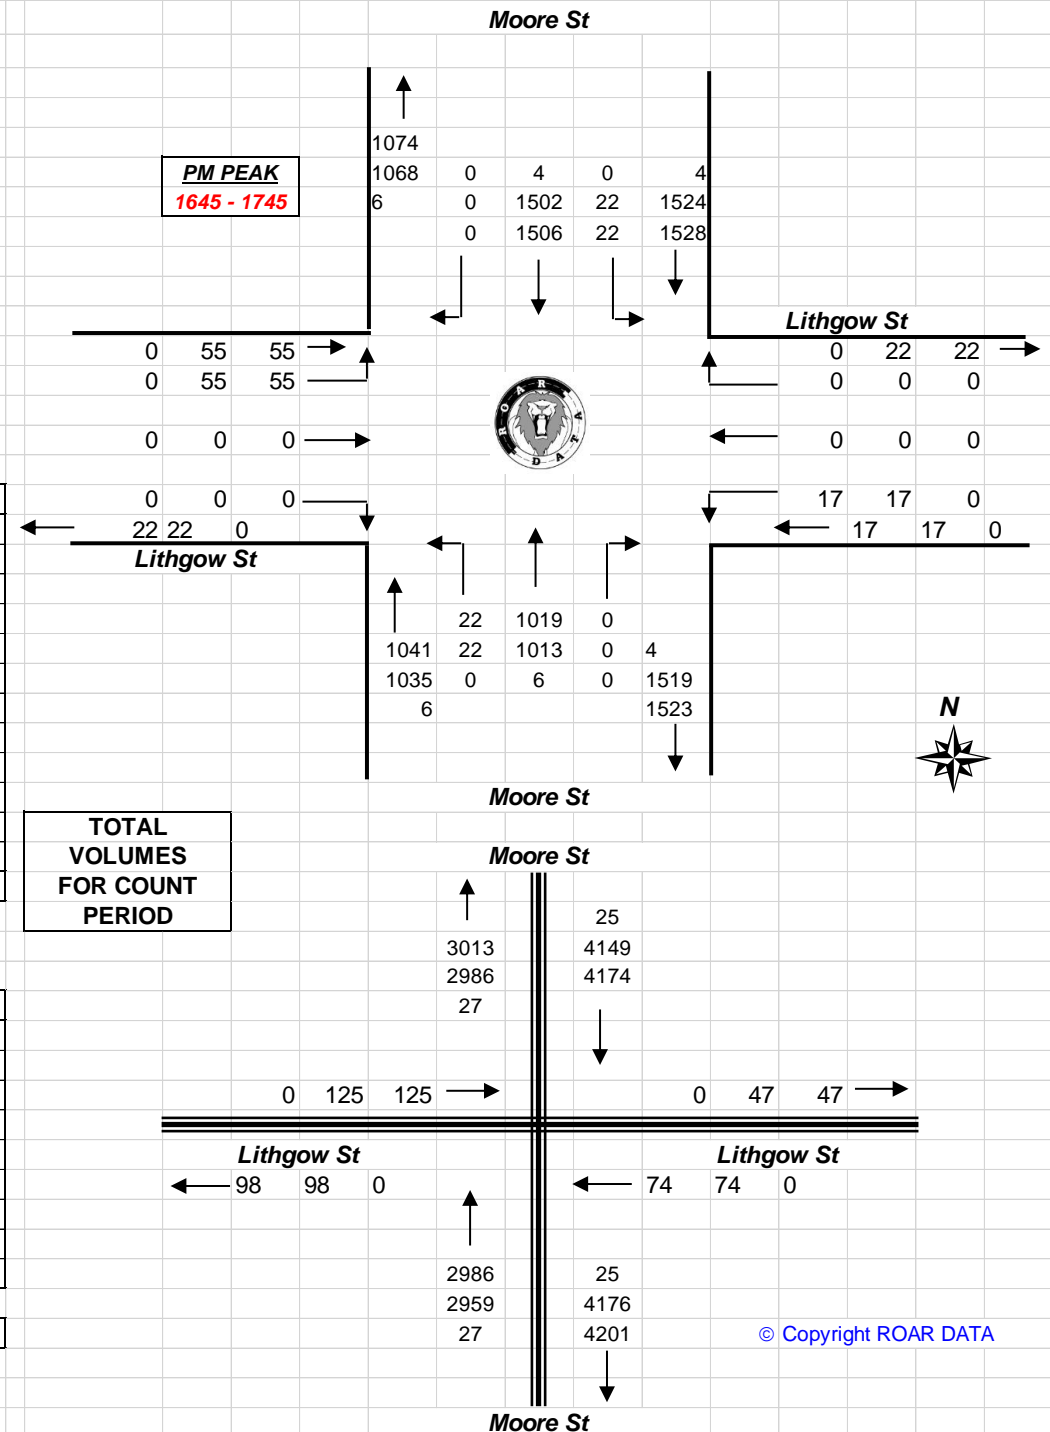 Moore St
1074
PM PEAK 1068 0 4 0 4
1645 - 1745 6 0 1502 22 1524
0 1506 22 1528
Lithgow St
0 55 55 0 22 22
0 55 55 0 0 0
ROAR DATA
0 0 0 0 0 0
0 0 0 17 17 0
22 22 0 17 17 0
Lithgow St
22 1019 0
1041 22 1013 0 4
1035 0 6 0 1519
6 1523
N
Moore St
TOTAL
VOLUMES
FOR COUNT
PERIOD
Moore St
25
3013 4149
2986 4174
27
0 125 125 0 47 47
Lithgow St Lithgow St
98 98 0 74 74 0
2986 25
2959 4176
27 4201
© Copyright ROAR DATA
Moore St